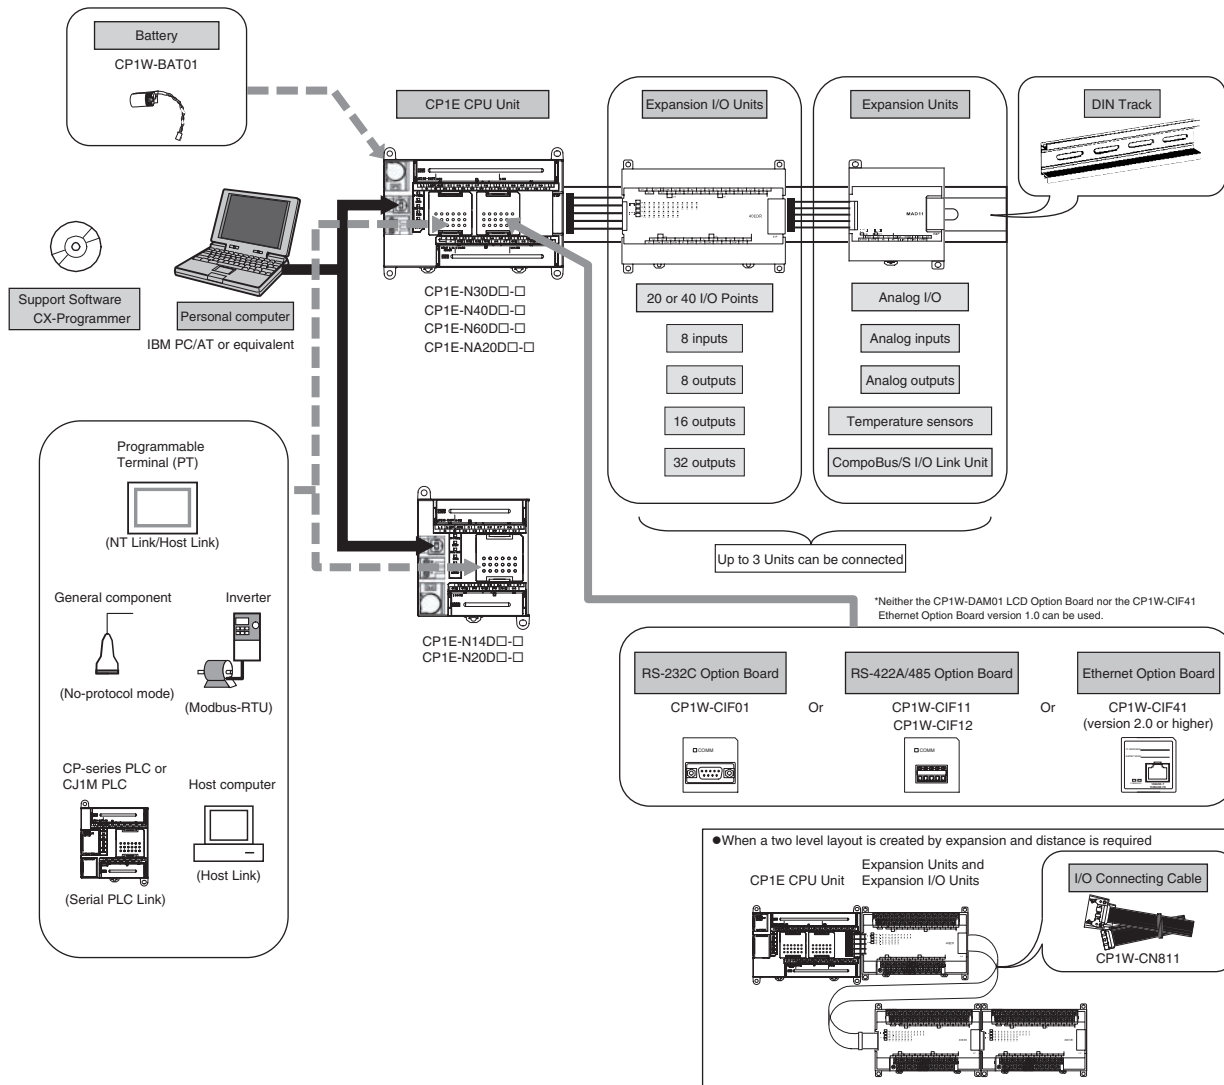 Battery
CP1W-BAT01
CP1E CPU Unit
Expansion I/O Units
Expansion Units
DIN Track
MAD11
Support Software
CX-Programmer
Personal computer
IBM PC/AT or equivalent
CP1E-N30D□-□
CP1E-N40D□-□
CP1E-N60D□-□
CP1E-NA20D□-□
20 or 40 I/O Points
8 inputs
8 outputs
16 outputs
32 outputs
Analog I/O
Analog inputs
Analog outputs
Temperature sensors
CompoBus/S I/O Link Unit
Up to 3 Units can be connected
Programmable
Terminal (PT)
(NT Link/Host Link)
General component
(No-protocol mode)
Inverter
(Modbus-RTU)
CP-series PLC or
CJ1M PLC
(Serial PLC Link)
Host computer
(Host Link)
CP1E-N14D□-□
CP1E-N20D□-□
*Neither the CP1W-DAM01 LCD Option Board nor the CP1W-CIF41
Ethernet Option Board version 1.0 can be used.
RS-232C Option Board
CP1W-CIF01
COMM
Or
RS-422A/485 Option Board
CP1W-CIF11
CP1W-CIF12
COMM
Or
Ethernet Option Board
CP1W-CIF41
(version 2.0 or higher)
●When a two level layout is created by expansion and distance is required
CP1E CPU Unit
Expansion Units and
Expansion I/O Units
I/O Connecting Cable
CP1W-CN811